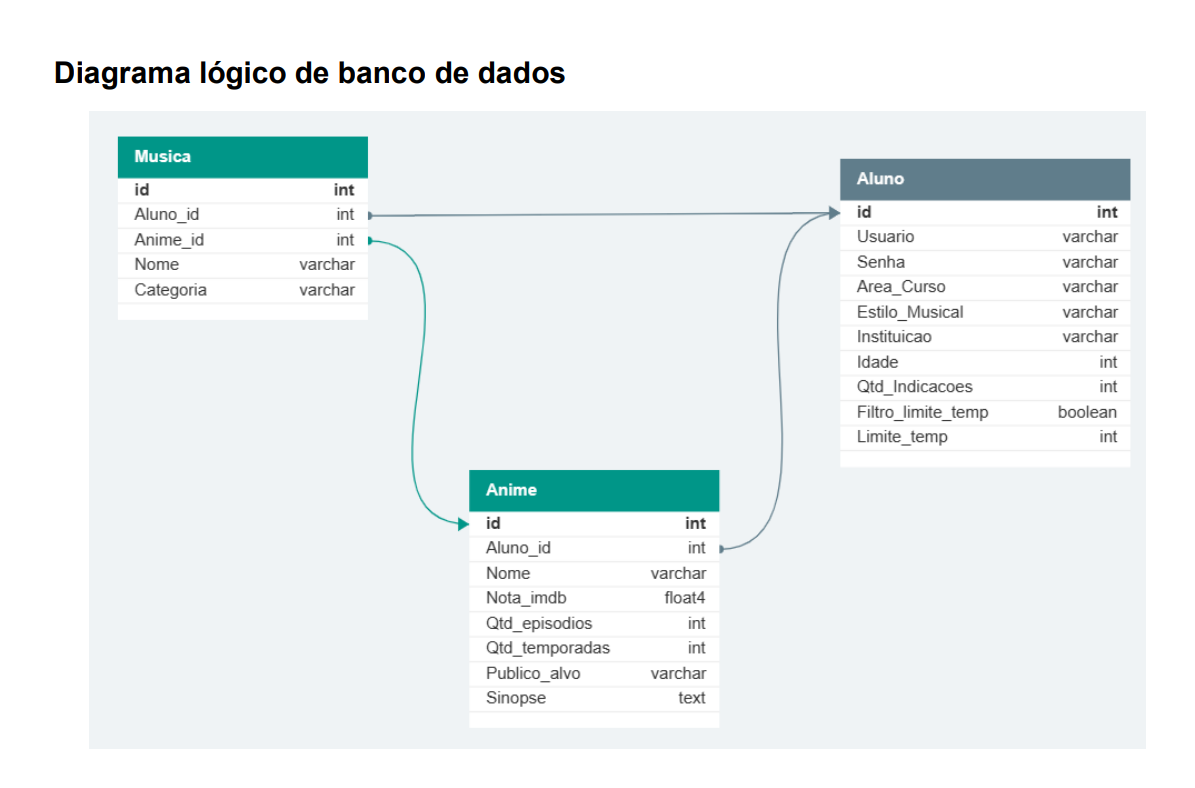 Diagrama lógico de banco de dados
Musica
id int
Aluno_id int
Anime_id int
Nome varchar
Categoria varchar
Aluno
id int
Usuario varchar
Senha varchar
Area_Curso varchar
Estilo_Musical varchar
Instituicao varchar
Idade int
Qtd_Indicacoes int
Filtro_limite_temp boolean
Limite_temp int
Anime
id int
Aluno_id int
Nome varchar
Nota_imdb float4
Qtd_episodios int
Qtd_temporadas int
Publico_alvo varchar
Sinopse text